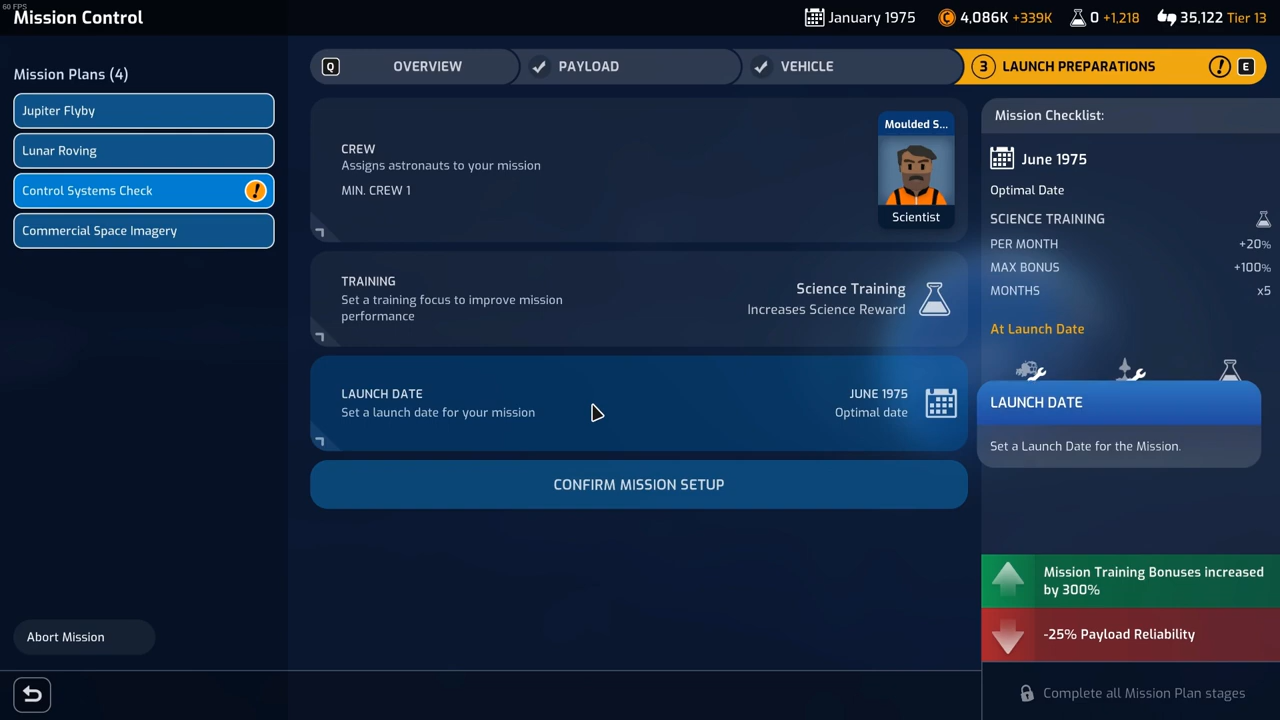 60 FPS
Mission Control
January 1975
4,086K +339K
0 +1,218
35,122 Tier 13
Mission Plans (4)
Jupiter Flyby
Lunar Roving
Control Systems Check
Commercial Space Imagery
Abort Mission
Q
OVERVIEW
PAYLOAD
VEHICLE
3 LAUNCH PREPARATIONS
E
CREW
Assigns astronauts to your mission
MIN. CREW 1
Moulded S...
Scientist
TRAINING
Set a training focus to improve mission
performance
Science Training
Increases Science Reward
LAUNCH DATE
Set a launch date for your mission
JUNE 1975
Optimal date
CONFIRM MISSION SETUP
Mission Checklist:
June 1975
Optimal Date
SCIENCE TRAINING
PER MONTH +20%
MAX BONUS +100%
MONTHS x5
At Launch Date
LAUNCH DATE
Set a Launch Date for the Mission.
Mission Training Bonuses increased
by 300%
-25% Payload Reliability
Complete all Mission Plan stages